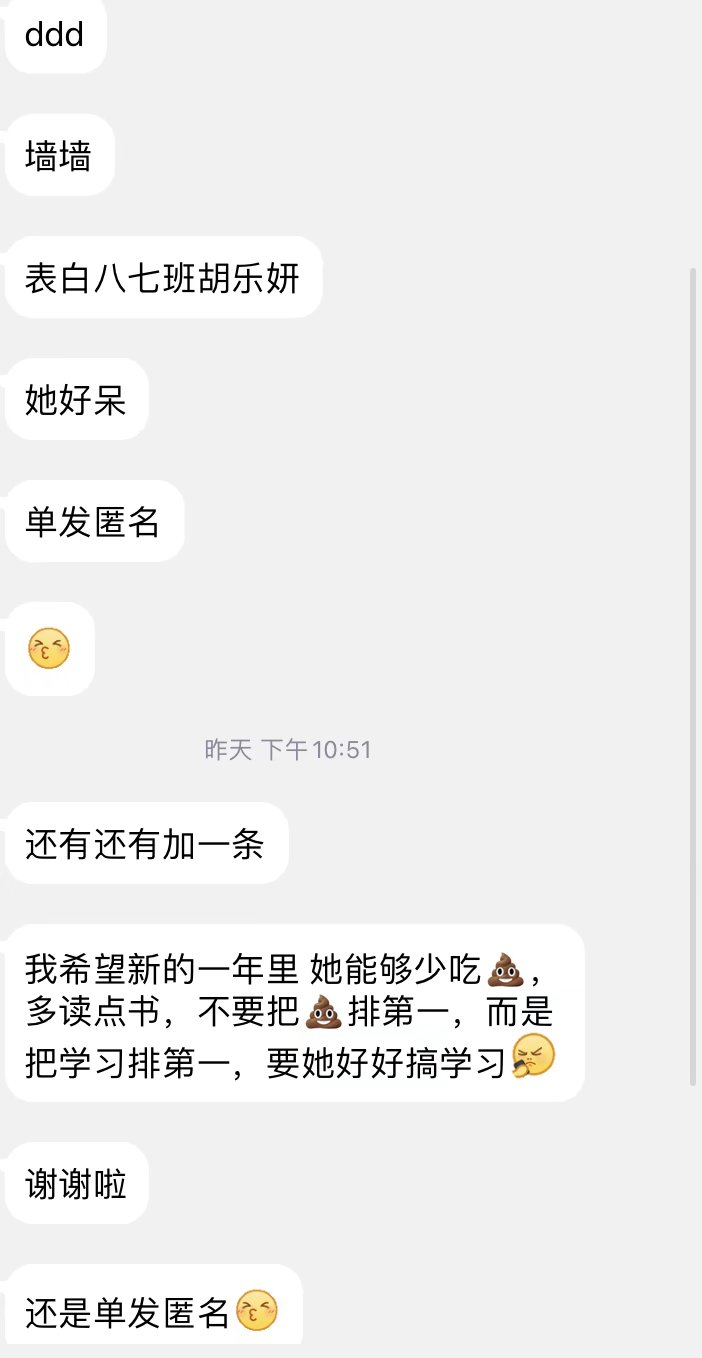 ddd
墙墙
表白八七班胡乐妍
她好呆
单发匿名
昨天 下午10:51
还有还有加一条
我希望新的一年里 她能够少吃💩，
多读点书，不要把💩排第一，而是
把学习排第一，要她好好搞学习
谢谢啦
还是单发匿名